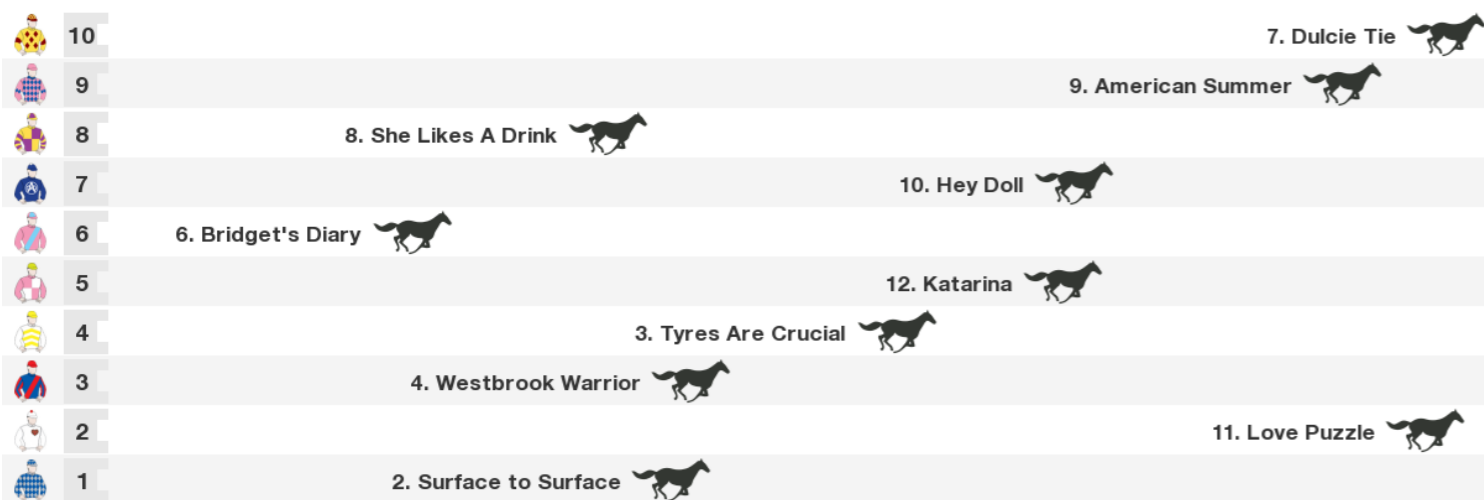 10 7. Dulcie Tie
9 9. American Summer
8 8. She Likes A Drink
7 10. Hey Doll
6 6. Bridget's Diary
5 12. Katarina
4 3. Tyres Are Crucial
3 4. Westbrook Warrior
2 11. Love Puzzle
1 2. Surface to Surface